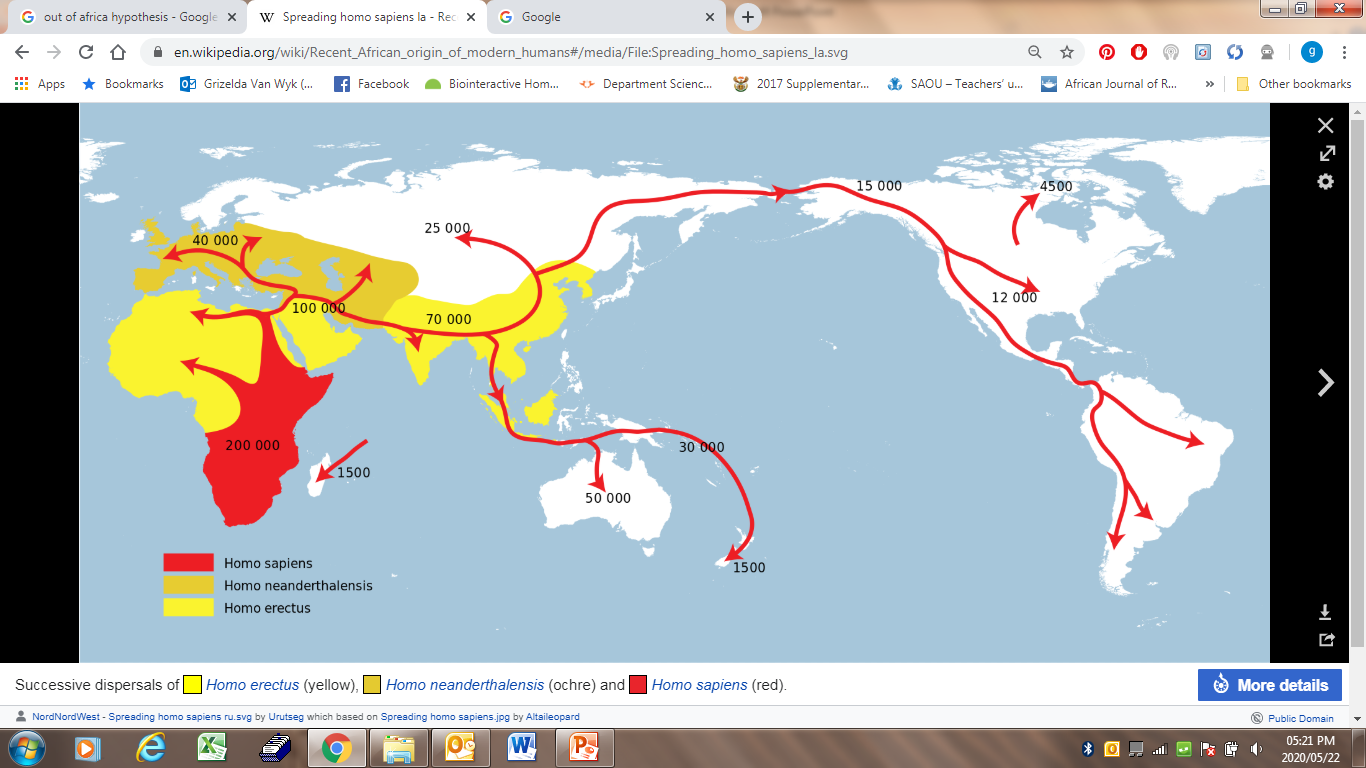 out of africa hypothesis - Google
Spreading homo sapiens la - Rec
Google
en.wikipedia.org/wiki/Recent_African_origin_of_modern_humans#/media/File:Spreading_homo_sapiens_la.svg
g
Apps
Bookmarks
Grizelda Van Wyk (...
Facebook
Biointeractive Hom...
Department Scienc...
2017 Supplementar...
SAOU – Teachers' u...
African Journal of R...
»
Other bookmarks
15 000
4500
25 000
40 000
12 000
100 000
70 000
200 000
30 000
1500
50 000
1500
Homo sapiens
Homo neanderthalensis
Homo erectus
Successive dispersals of Homo erectus (yellow), Homo neanderthalensis (ochre) and Homo sapiens (red).
More details
NordNordWest - Spreading homo sapiens ru.svg by Urutseg which based on Spreading homo sapiens.jpg by Altaileopard
Public Domain
05:21 PM
2020/05/22